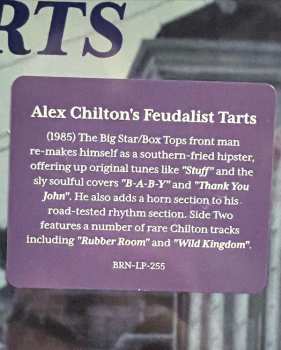 RTS
Alex Chilton's Feudalist Tarts
(1985) The Big Star/Box Tops front man
re-makes himself as a southern-fried hipster,
offering up original tunes like "Stuff" and the
sly soulful covers "B-A-B-Y" and "Thank You
John". He also adds a horn section to his
road-tested rhythm section. Side Two
features a number of rare Chilton tracks
including "Rubber Room" and "Wild Kingdom".
BRN-LP-255